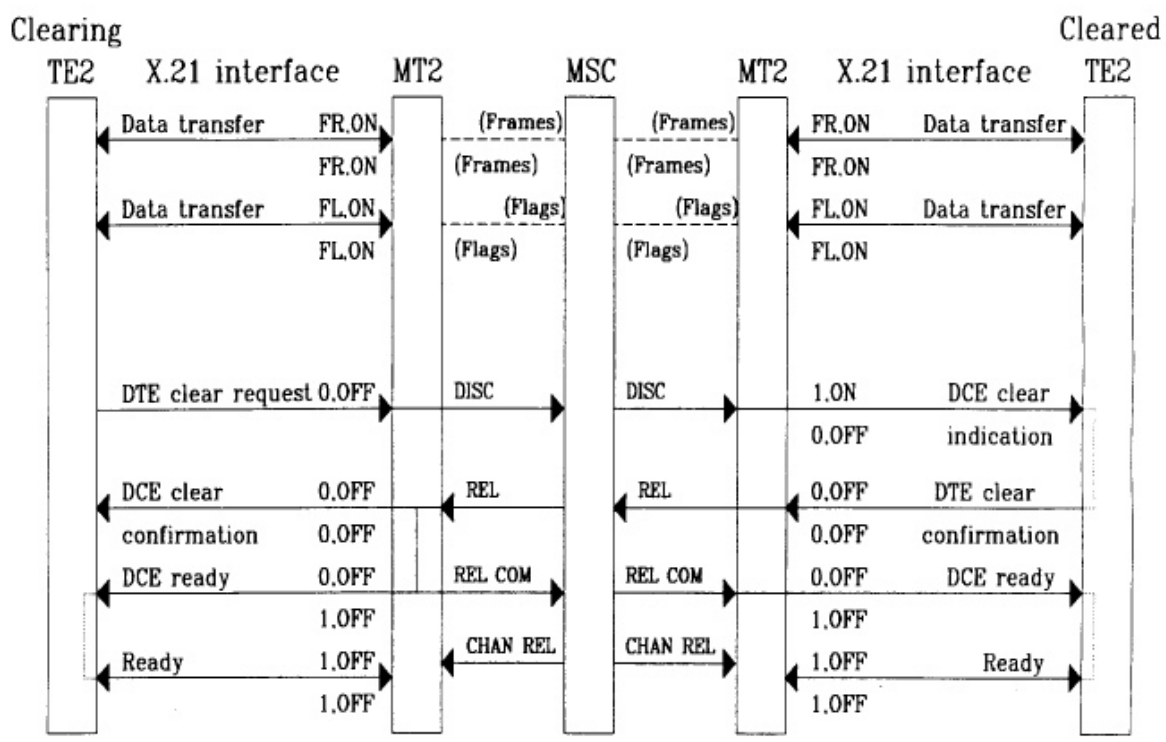 Clearing Cleared
TE2 X.21 interface MT2 MSC MT2 X.21 interface TE2
Data transfer FR.ON (Frames) (Frames) FR.ON Data transfer
FR.ON (Frames) (Frames) FR.ON
Data transfer FL.ON (Flags) (Flags) FL.ON Data transfer
FL.ON (Flags) (Flags) FL.ON
DTE clear request 0.OFF DISC DISC 1.ON DCE clear
0.OFF indication
DCE clear 0.OFF REL REL 0.OFF DTE clear
confirmation 0.OFF 0.OFF confirmation
DCE ready 0.OFF REL COM REL COM 0.OFF DCE ready
1.OFF 1.OFF
Ready 1.OFF CHAN REL CHAN REL 1.OFF Ready
1.OFF 1.OFF